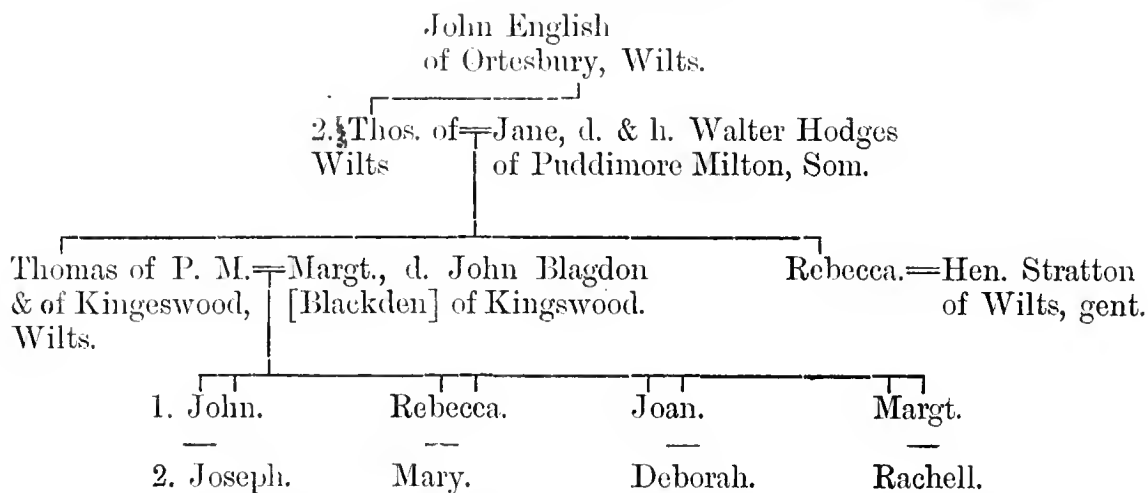 John English
of Ortesbury, Wilts.
2. Thos. of=Jane, d. & h. Walter Hodges
Wilts of Puddimore Milton, Som.
Thomas of P. M.=Margt., d. John Blagdon Rebecca.=Hen. Stratton
& of Kingeswood, [Blackden] of Kingswood. of Wilts, gent.
Wilts.
1. John. Rebecca. Joan. Margt.
2. Joseph. Mary. Deborah. Rachell.